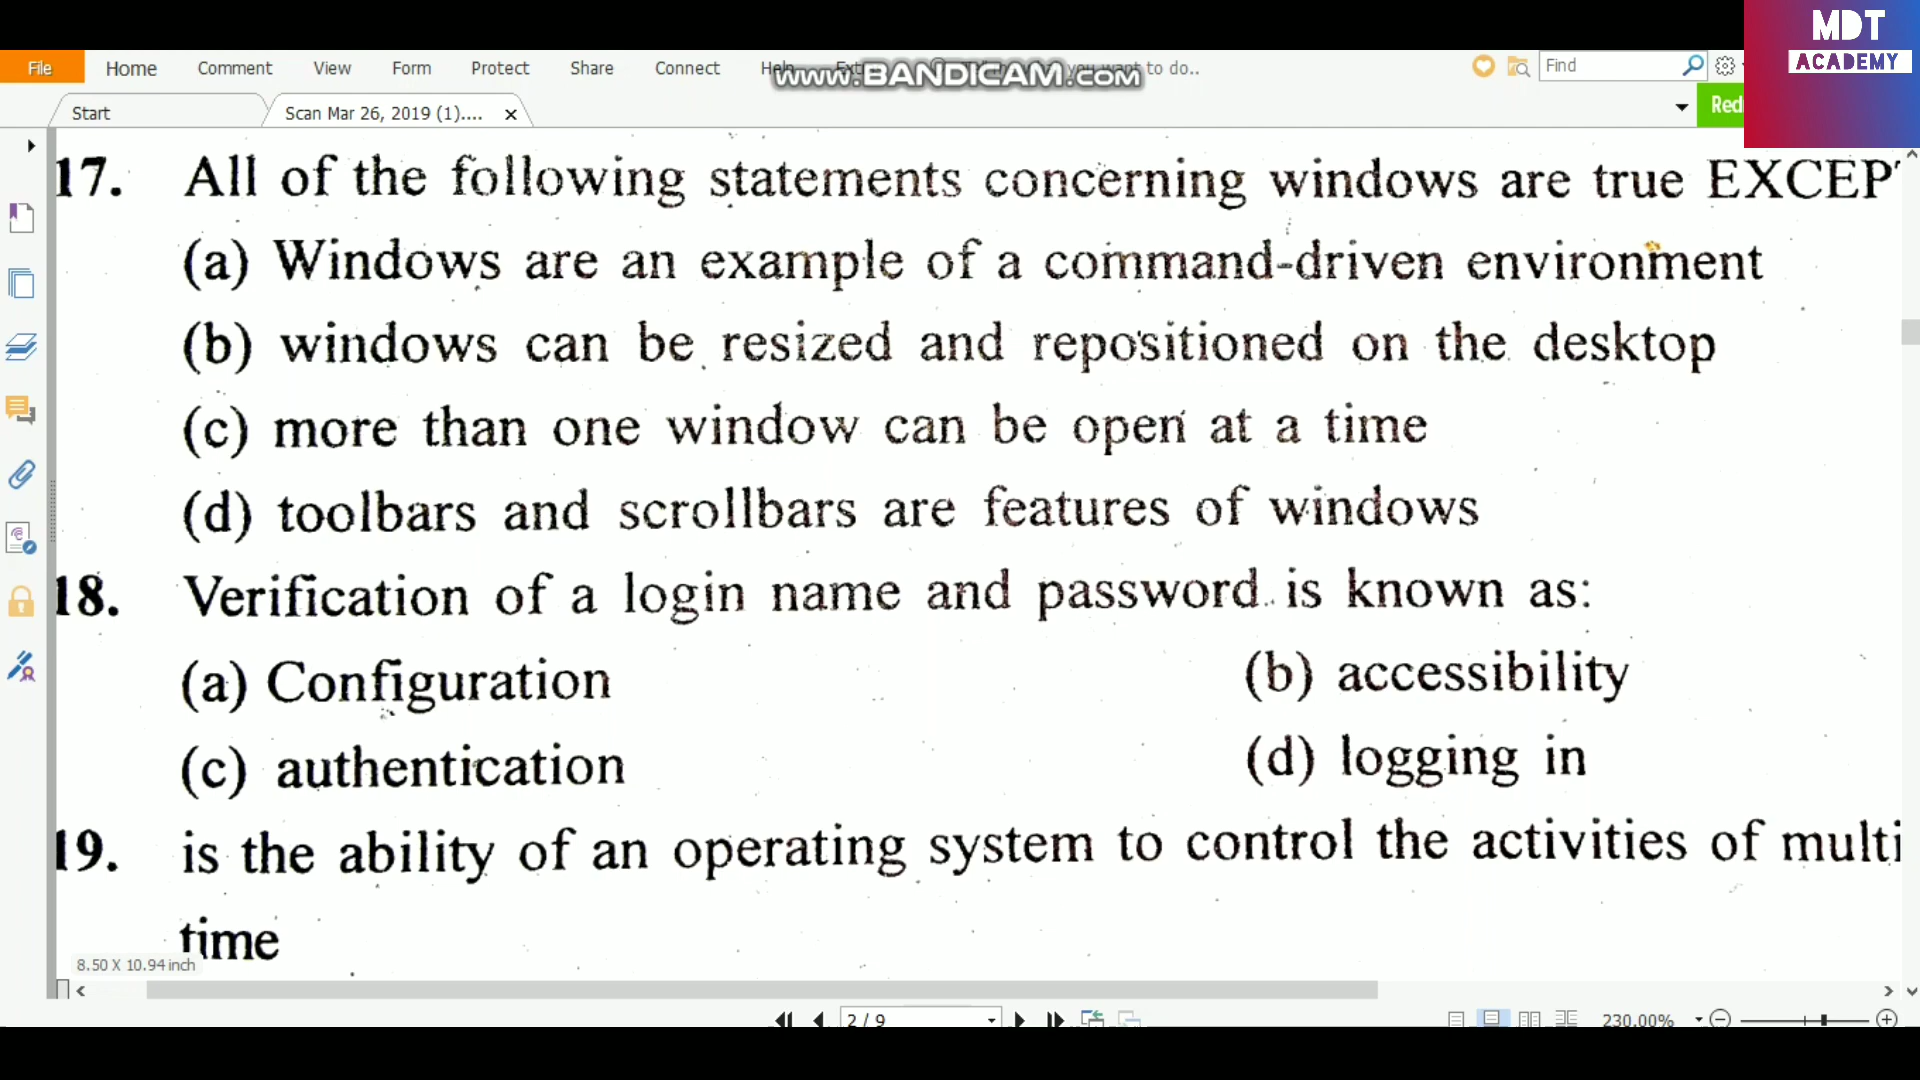 MDT
ACADEMY
File Home Comment View Form Protect Share Connect Help you want to do..
www.BANDICAM.com
Find
Start
Scan Mar 26, 2019 (1)....
Red
17. All of the following statements concerning windows are true EXCEP
(a) Windows are an example of a command-driven environment
(b) windows can be resized and repositioned on the desktop
(c) more than one window can be open at a time
(d) toolbars and scrollbars are features of windows
18. Verification of a login name and password is known as:
(a) Configuration (b) accessibility
(c) authentication (d) logging in
19. is the ability of an operating system to control the activities of multi
time
8.50 X 10.94 inch
2 / 9
230.00%